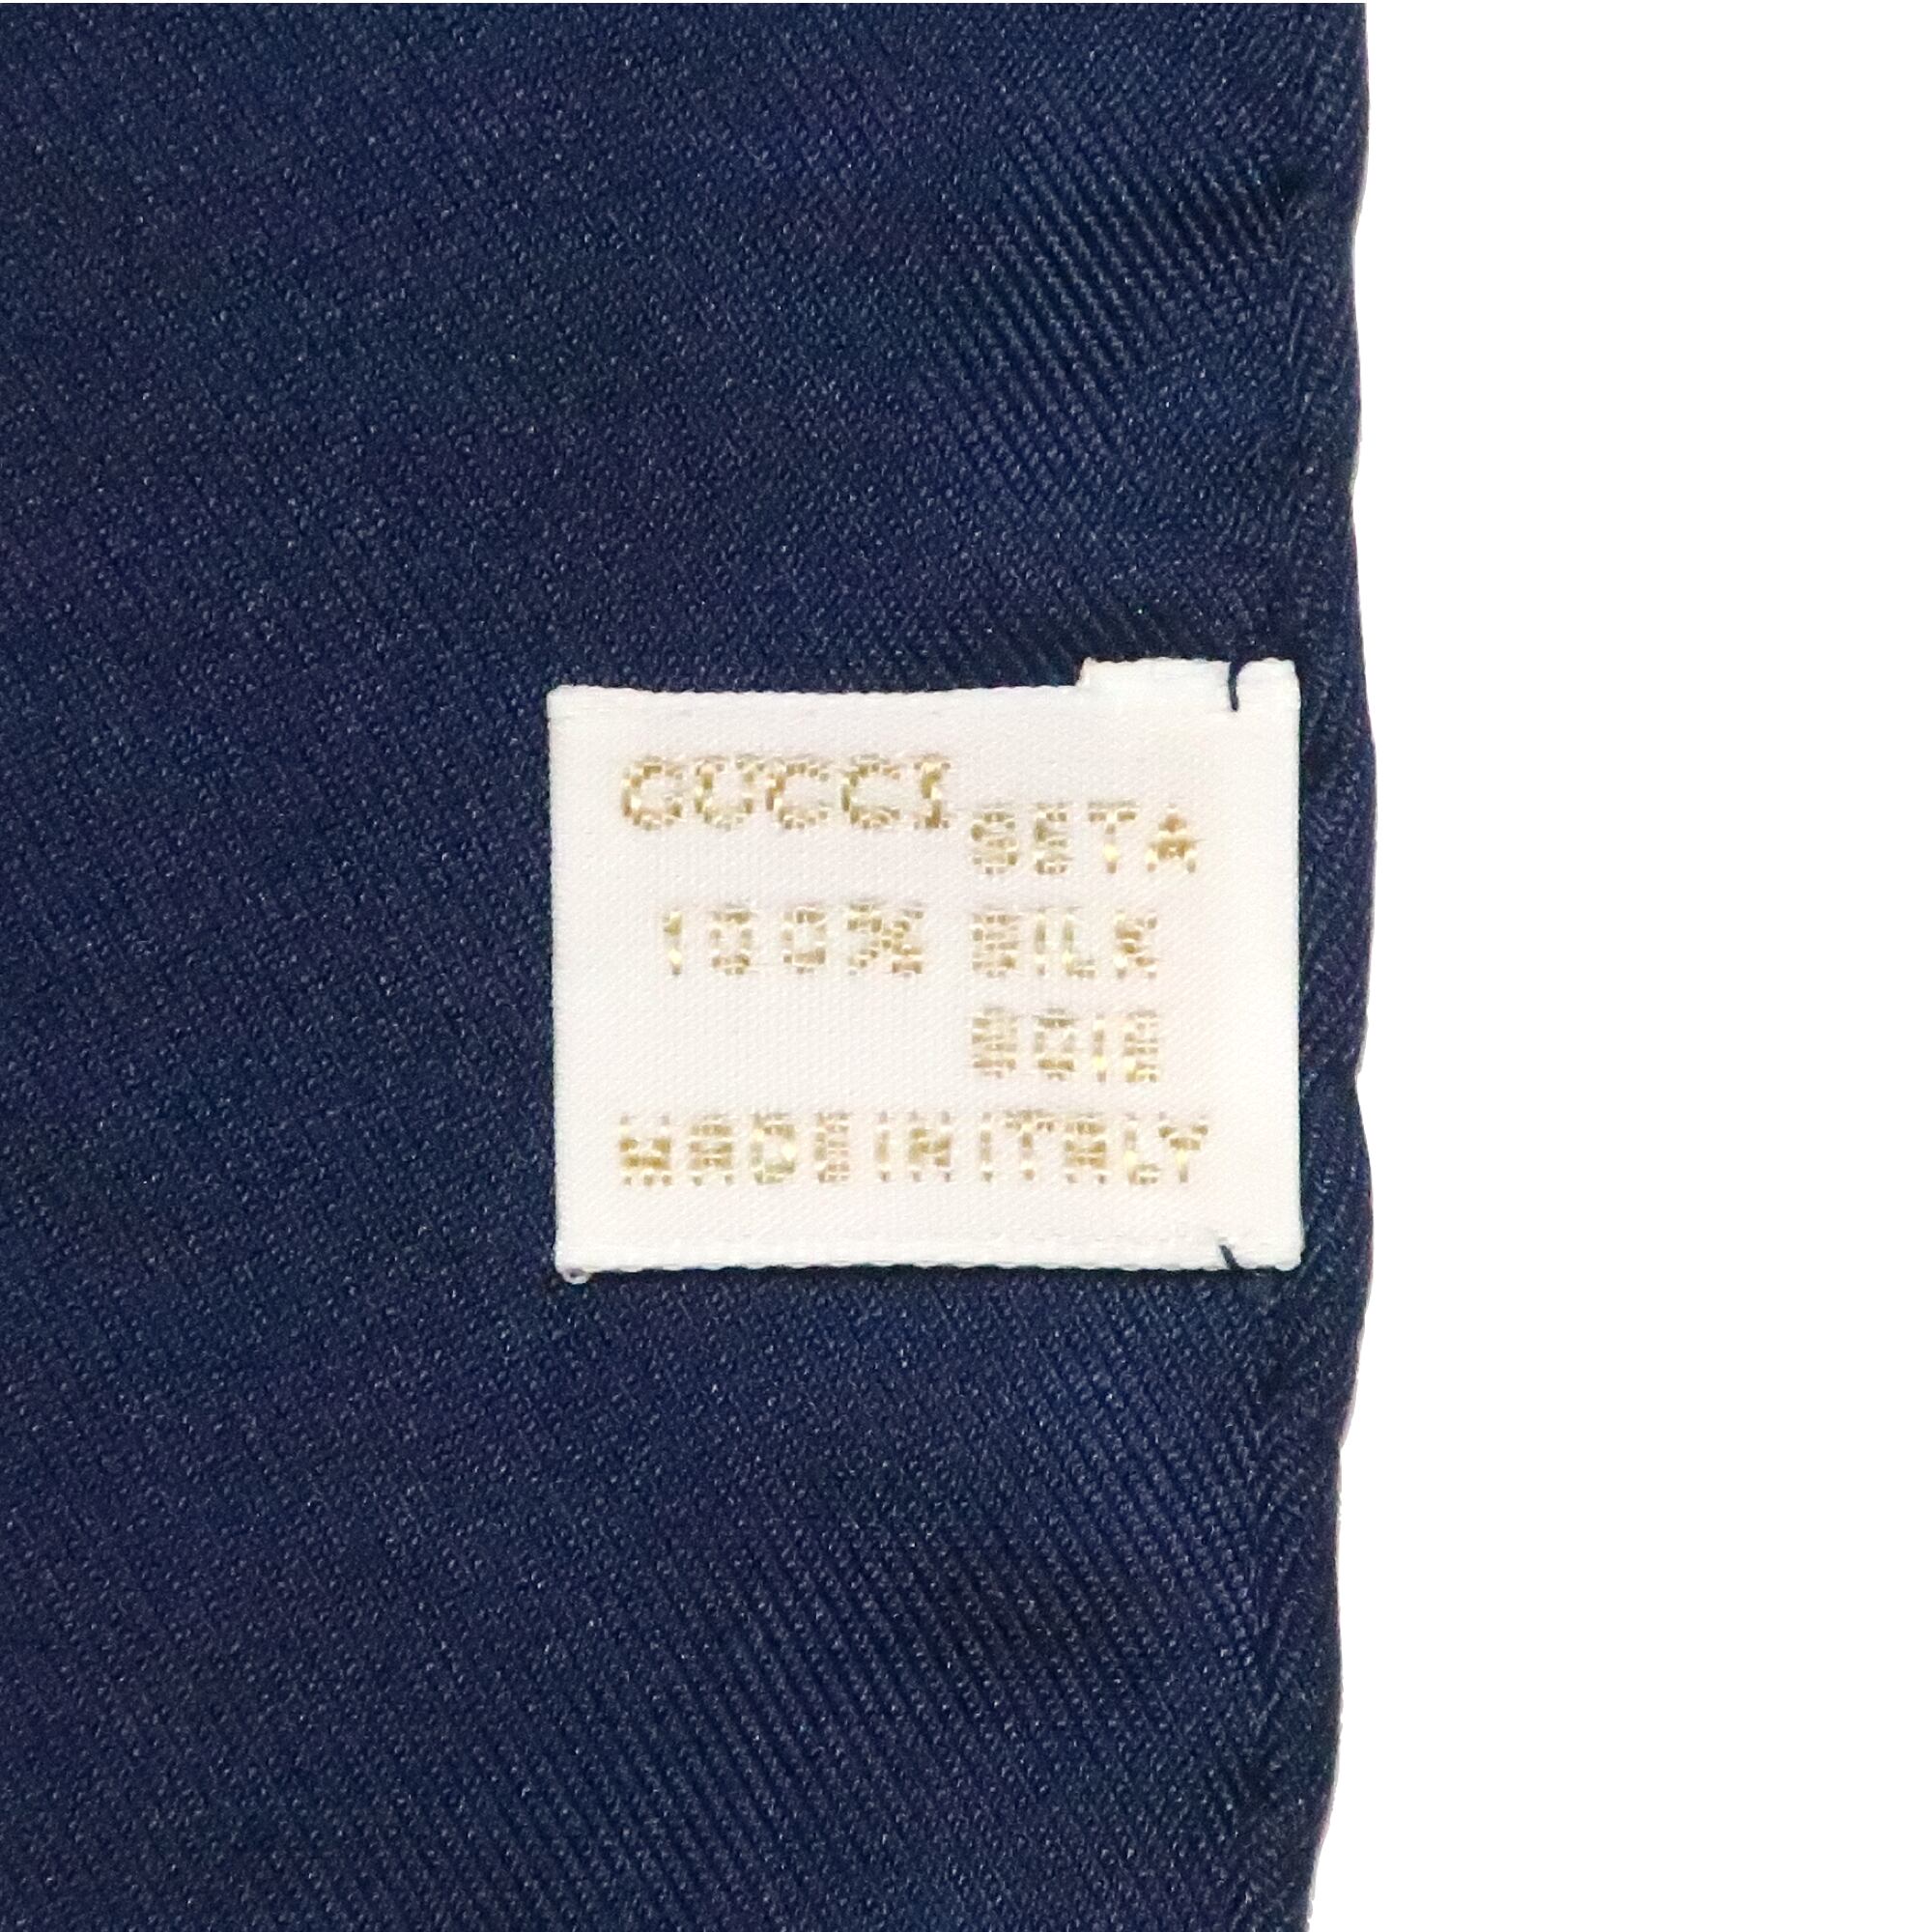 GUCCI
SETA
100% SILK
SOIE
MADE IN ITALY